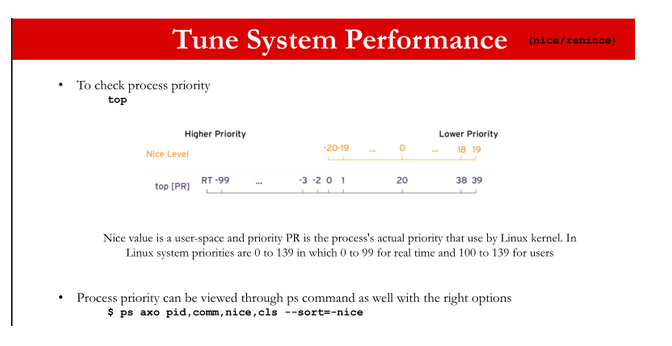 Tune System Performance (nice/renince)
• To check process priority
top
Higher Priority Lower Priority
Nice Level -20-19 ... 0 ... 18 19
top [PR] RT -99 ... -3 -2 0 1 20 38 39
Nice value is a user-space and priority PR is the process's actual priority that use by Linux kernel. In
Linux system priorities are 0 to 139 in which 0 to 99 for real time and 100 to 139 for users
• Process priority can be viewed through ps command as well with the right options
$ ps axo pid,comm,nice,cls --sort=-nice